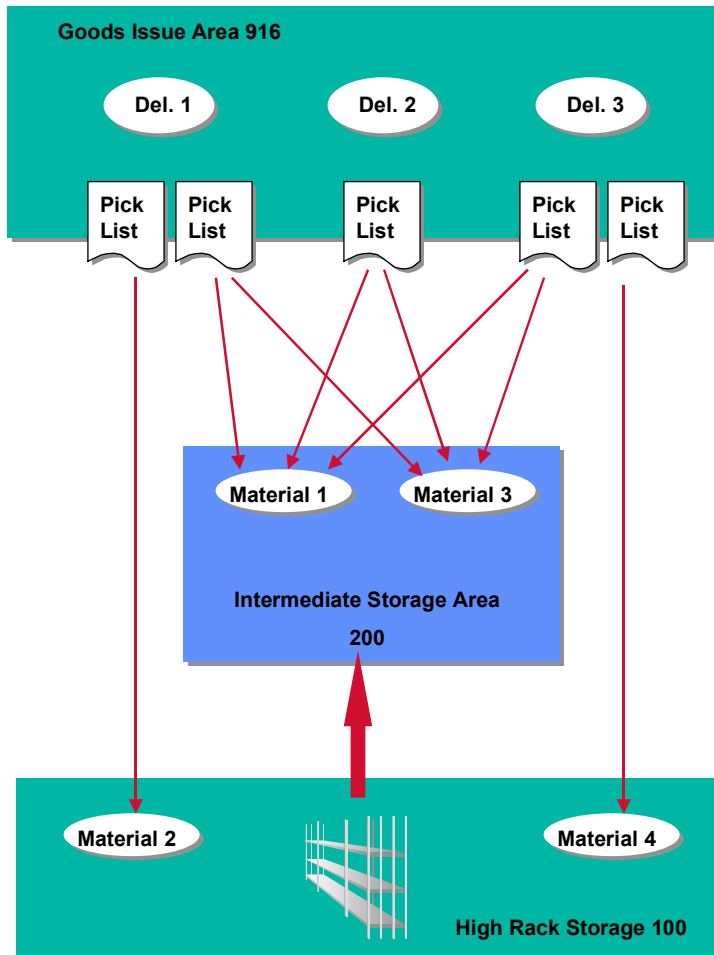 Goods Issue Area 916
Del. 1
Del. 2
Del. 3
Pick
List
Pick
List
Pick
List
Pick
List
Pick
List
Material 1
Material 3
Intermediate Storage Area
200
Material 2
Material 4
High Rack Storage 100